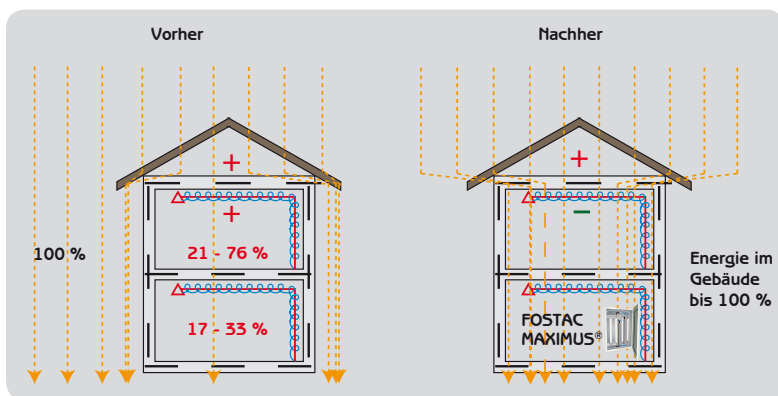 Vorher
Nachher
+
+
100 %
21 - 76 %
17 - 33 %
+
−
FOSTAC
MAXIMUS®
Energie im
Gebäude
bis 100 %